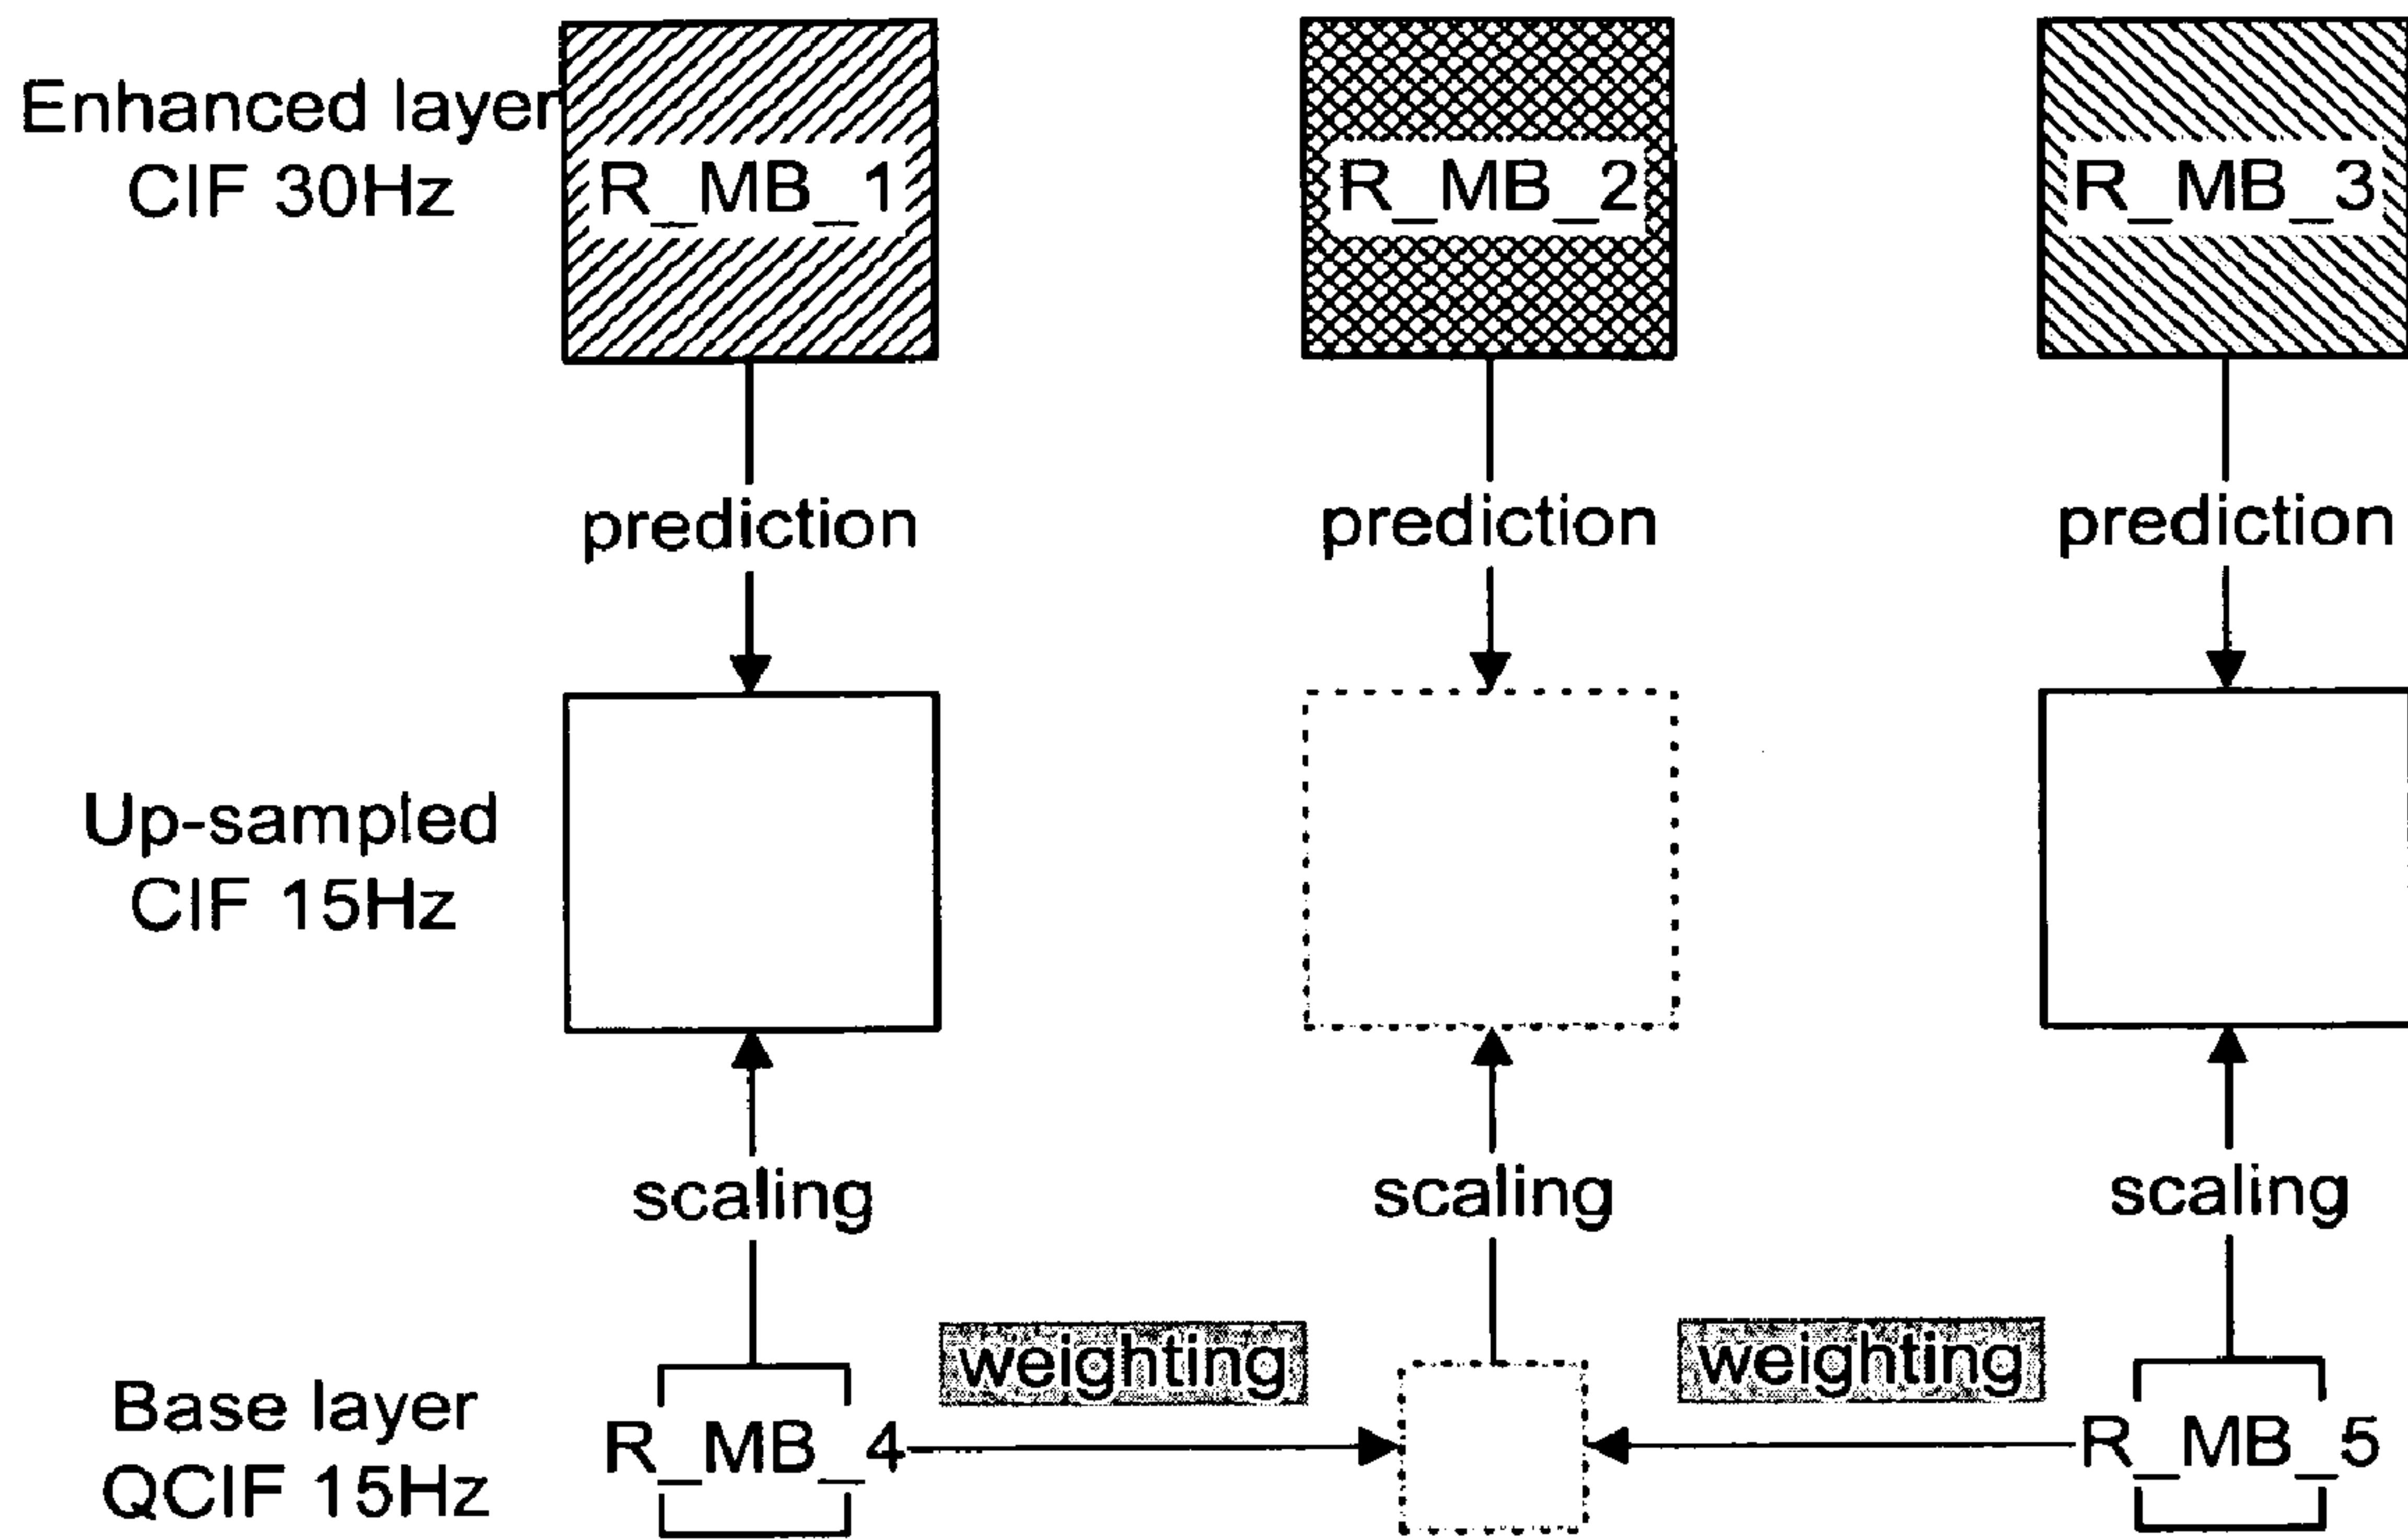 Enhanced layer
CIF 30Hz
R_MB_1
R_MB_2
R_MB_3
prediction
prediction
prediction
Up-sampled
CIF 15Hz
scaling
scaling
scaling
weighting
weighting
Base layer
QCIF 15Hz
R_MB_4
R_MB_5